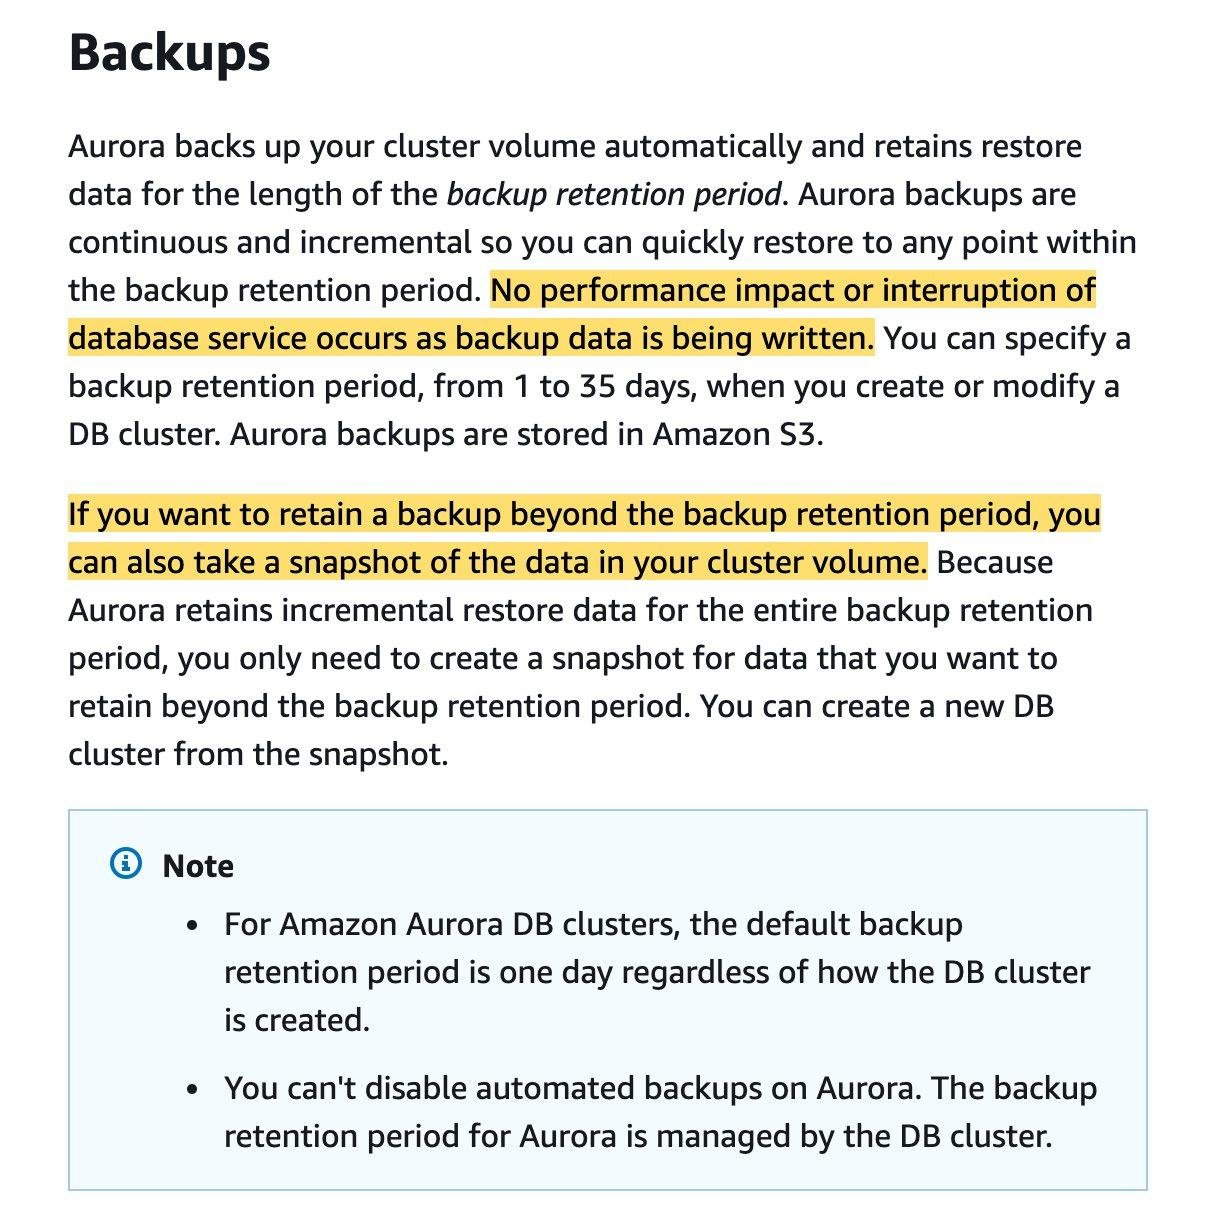 Backups
Aurora backs up your cluster volume automatically and retains restore
data for the length of the backup retention period. Aurora backups are
continuous and incremental so you can quickly restore to any point within
the backup retention period. No performance impact or interruption of
database service occurs as backup data is being written. You can specify a
backup retention period, from 1 to 35 days, when you create or modify a
DB cluster. Aurora backups are stored in Amazon S3.
If you want to retain a backup beyond the backup retention period, you
can also take a snapshot of the data in your cluster volume. Because
Aurora retains incremental restore data for the entire backup retention
period, you only need to create a snapshot for data that you want to
retain beyond the backup retention period. You can create a new DB
cluster from the snapshot.
Note
• For Amazon Aurora DB clusters, the default backup
retention period is one day regardless of how the DB cluster
is created.
• You can't disable automated backups on Aurora. The backup
retention period for Aurora is managed by the DB cluster.